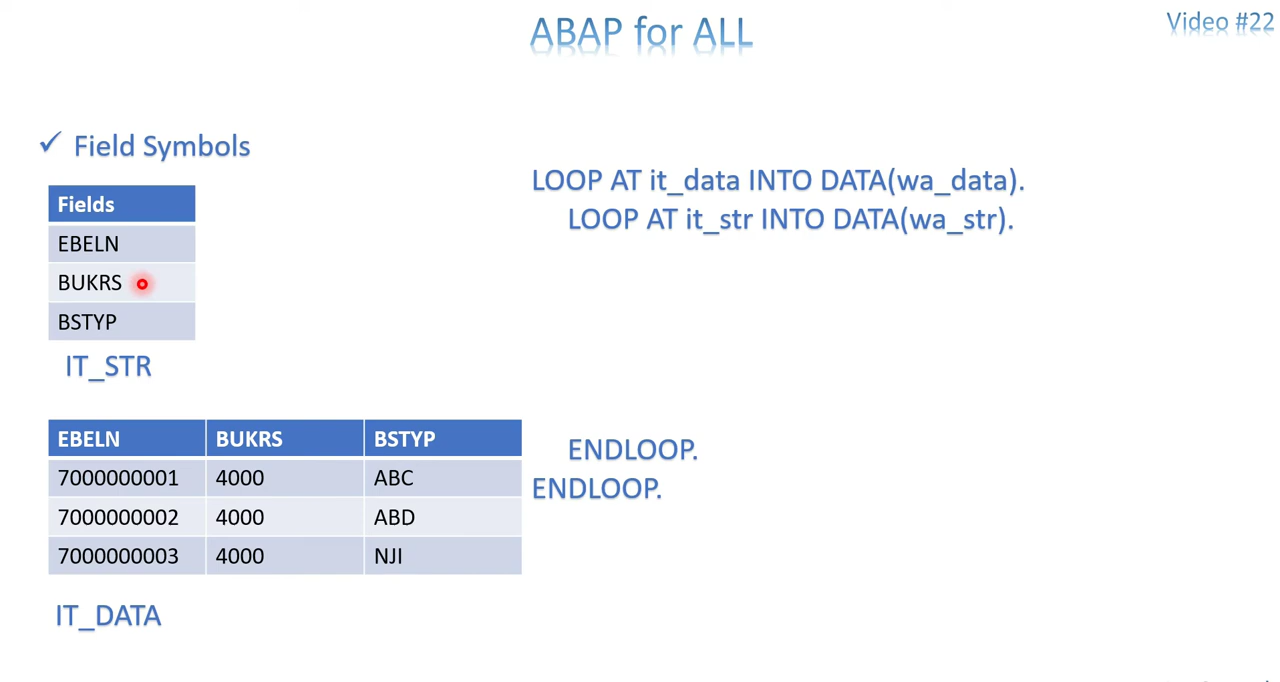 ABAP for ALL
Video #22
✓ Field Symbols
Fields
EBELN
BUKRS
BSTYP
IT_STR
LOOP AT it_data INTO DATA(wa_data).
LOOP AT it_str INTO DATA(wa_str).
ENDLOOP.
ENDLOOP.
EBELN BUKRS BSTYP
7000000001 4000 ABC
7000000002 4000 ABD
7000000003 4000 NJI
IT_DATA